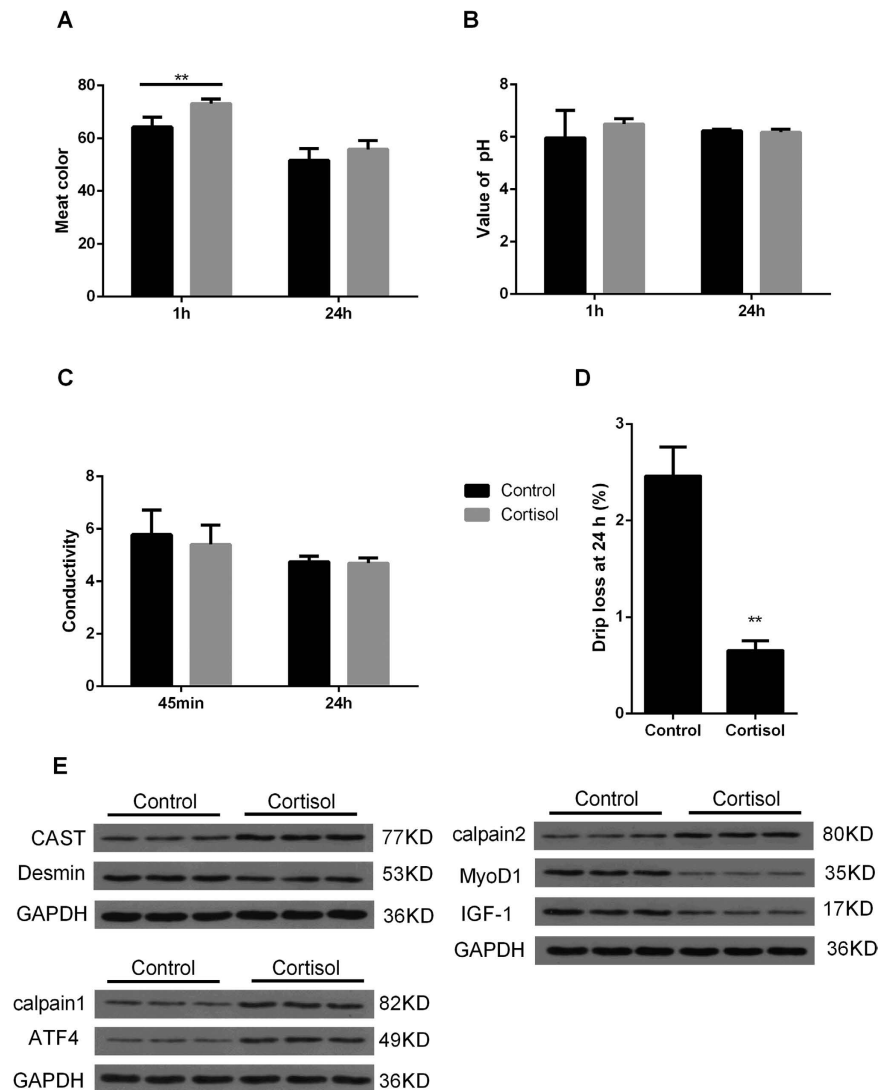 A
Meat color
80
60
40
20
0
**
1h
24h
B
Value of pH
8
6
4
2
0
1h
24h
C
Conductivity
8
6
4
2
0
45min
24h
Control
Cortisol
D
Drip loss at 24 h (%)
3
2
1
0
**
Control
Cortisol
E
Control Cortisol
CAST 77KD
Desmin 53KD
GAPDH 36KD
Control Cortisol
calpain1 82KD
ATF4 49KD
GAPDH 36KD
Control Cortisol
calpain2 80KD
MyoD1 35KD
IGF-1 17KD
GAPDH 36KD